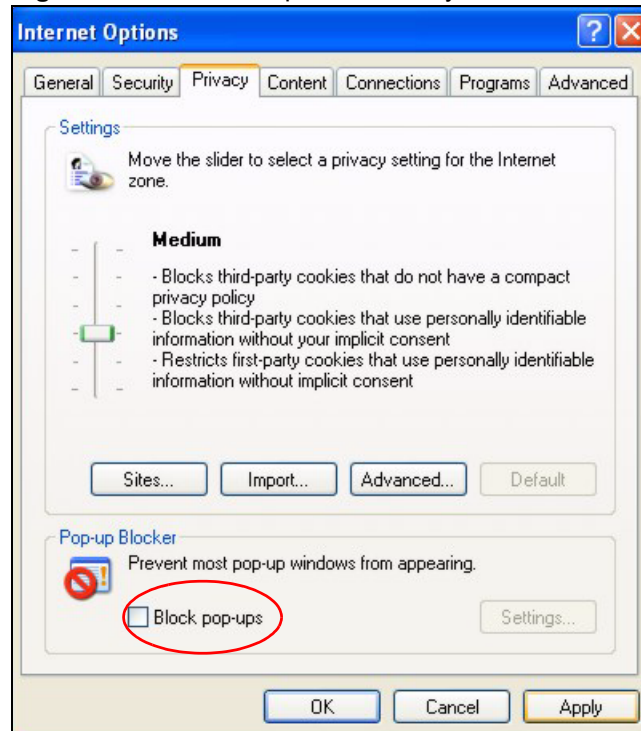 Internet Options
General Security Privacy Content Connections Programs Advanced
Settings
Move the slider to select a privacy setting for the Internet
zone.
Medium
- Blocks third-party cookies that do not have a compact
privacy policy
- Blocks third-party cookies that use personally identifiable
information without your implicit consent
- Restricts first-party cookies that use personally identifiable
information without implicit consent
Sites... Import... Advanced... Default
Pop-up Blocker
Prevent most pop-up windows from appearing.
Block pop-ups Settings...
OK Cancel Apply